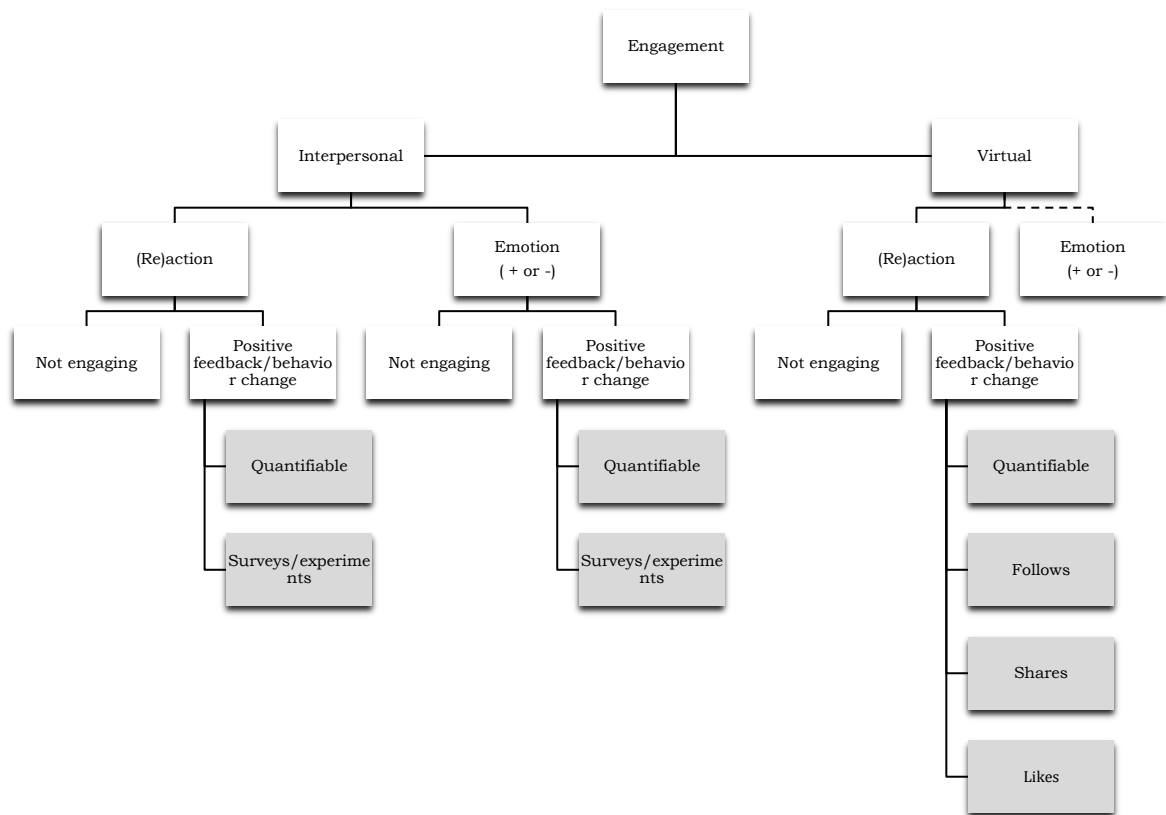 Engagement
Interpersonal
Virtual
(Re)action
Emotion
( + or -)
(Re)action
Emotion
(+ or -)
Not engaging
Positive
feedback/behavio
r change
Not engaging
Positive
feedback/behavio
r change
Not engaging
Positive
feedback/behavio
r change
Quantifiable
Quantifiable
Quantifiable
Surveys/experime
nts
Surveys/experime
nts
Follows
Shares
Likes